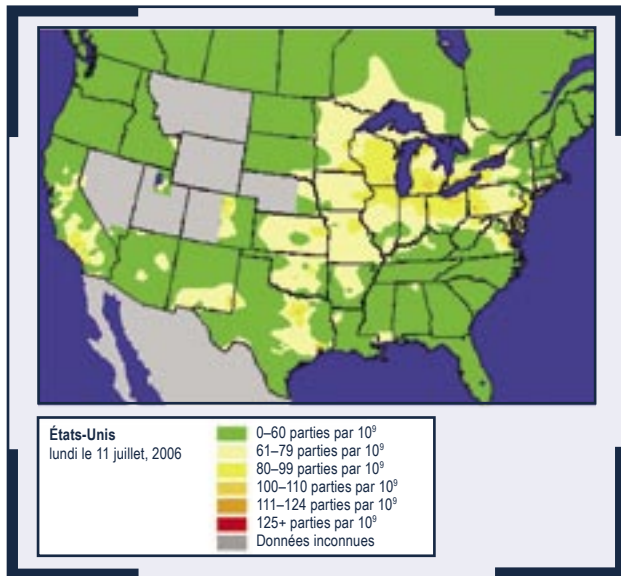 États-Unis
lundi le 11 juillet, 2006
0–60 parties par 10⁹
61–79 parties par 10⁹
80–99 parties par 10⁹
100–110 parties par 10⁹
111–124 parties par 10⁹
125+ parties par 10⁹
Données inconnues